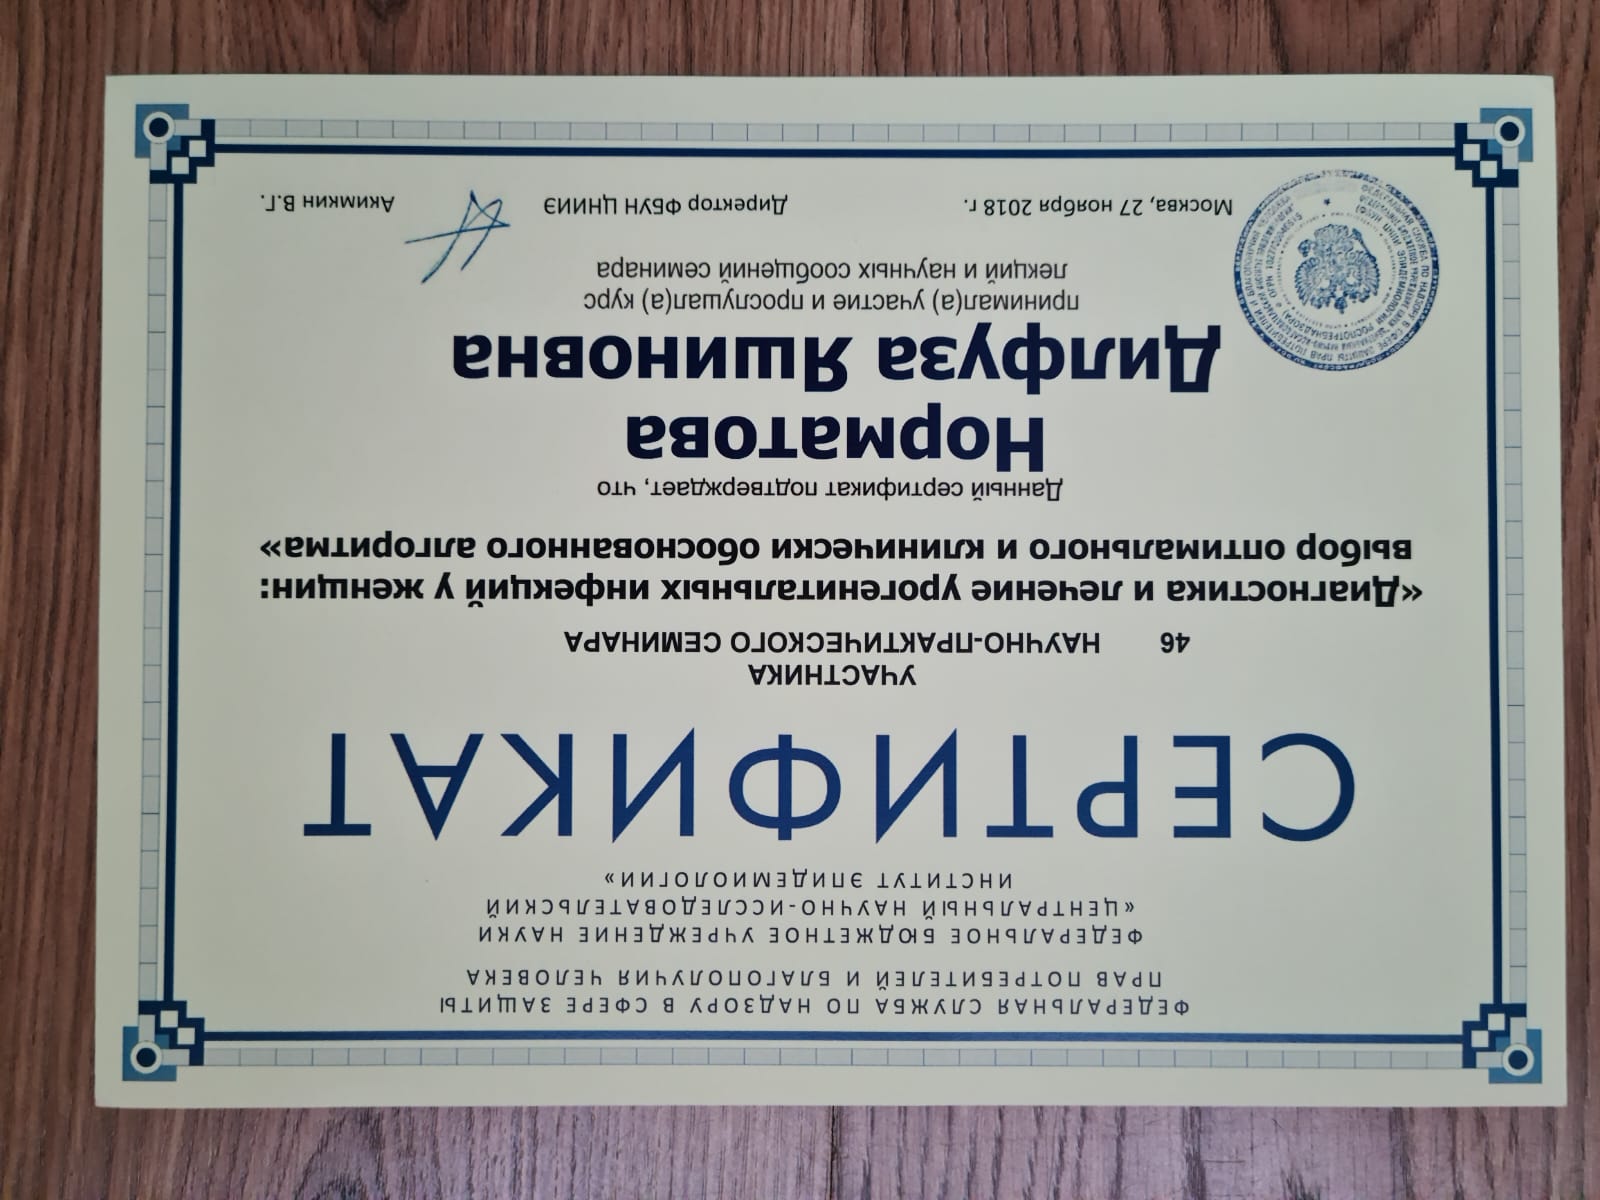 ФЕДЕРАЛЬНАЯ СЛУЖБА ПО НАДЗОРУ В СФЕРЕ ЗАЩИТЫ
ПРАВ ПОТРЕБИТЕЛЕЙ И БЛАГОПОЛУЧИЯ ЧЕЛОВЕКА
ФЕДЕРАЛЬНОЕ БЮДЖЕТНОЕ УЧРЕЖДЕНИЕ НАУКИ
«ЦЕНТРАЛЬНЫЙ НАУЧНО-ИССЛЕДОВАТЕЛЬСКИЙ
ИНСТИТУТ ЭПИДЕМИОЛОГИИ»
СЕРТИФИКАТ
УЧАСТНИКА
46 НАУЧНО-ПРАКТИЧЕСКОГО СЕМИНАРА
«Диагностика и лечение урогенитальных инфекций у женщин:
выбор оптимального и клинически обоснованного алгоритма»
Данный сертификат подтверждает, что
Норматова
Дилфуза Яшиновна
принимал(а) участие и прослушал(а) курс
лекций и научных сообщений семинара
Москва, 27 ноября 2018 г. Директор ФБУН ЦНИИЭ Акимкин В.Г.